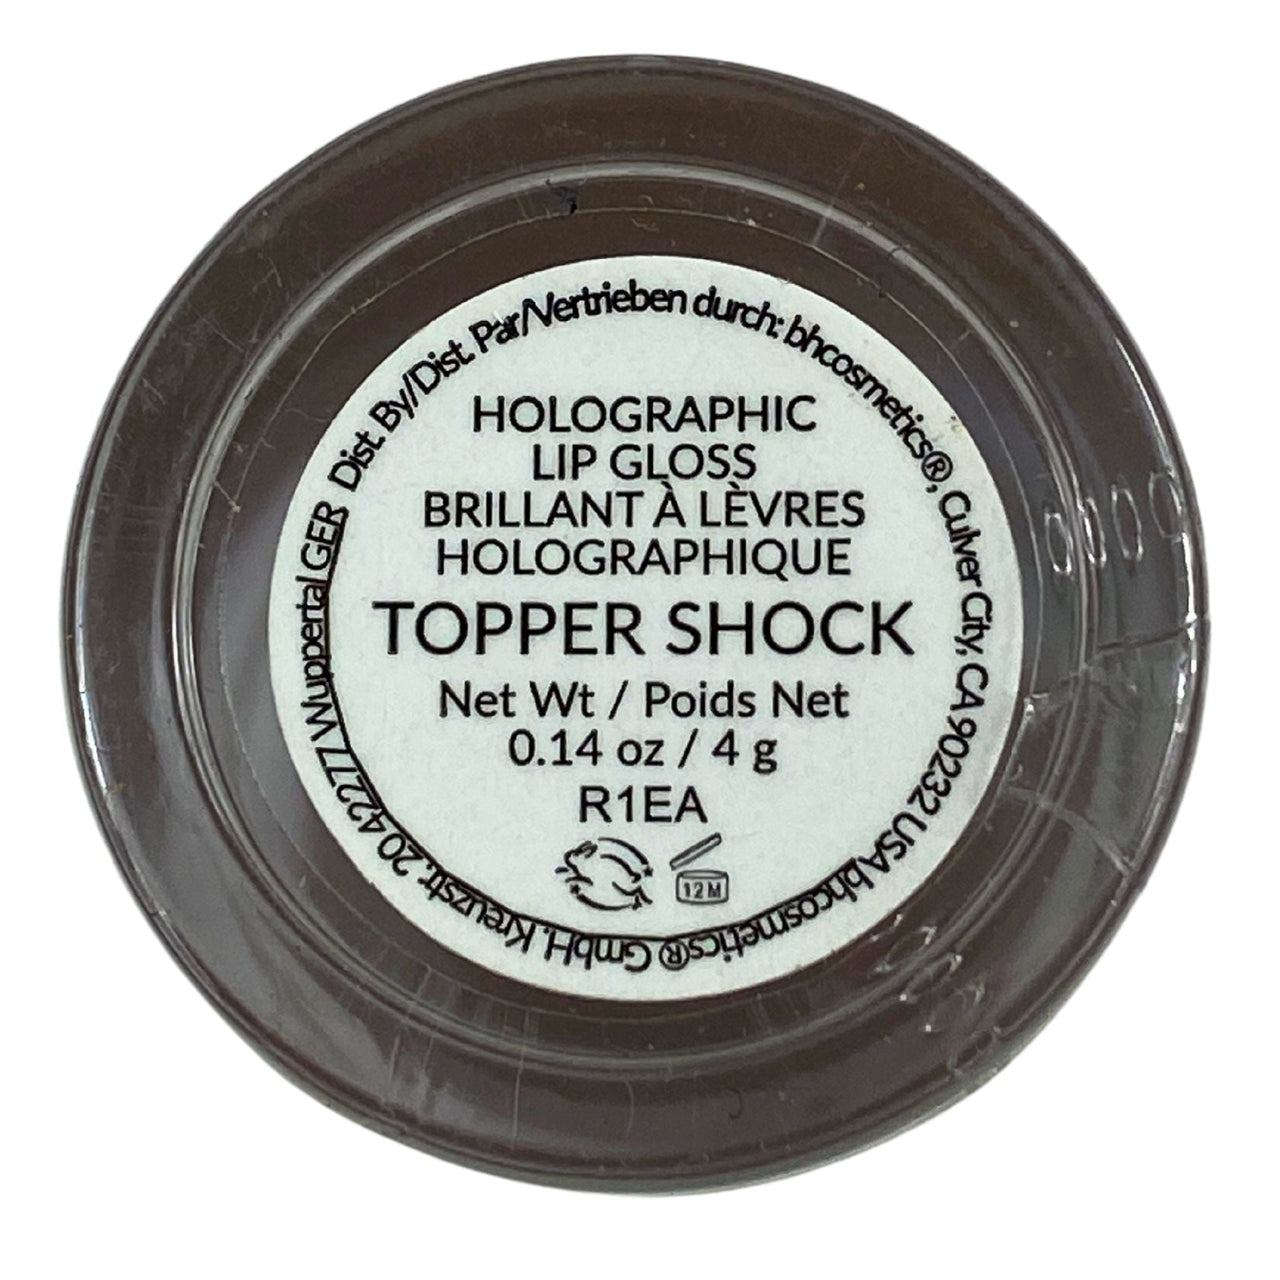 HOLOGRAPHIC
LIP GLOSS
BRILLANT À LÈVRES
HOLOGRAPHIQUE
TOPPER SHOCK
Net Wt / Poids Net
0.14 oz / 4 g
R1EA
12M
Dist. By/Dist. Par/Vertrieben durch: bhcosmetics®, Culver City, CA 90232 USA bhcosmetics® GmbH. Kreuzstr. 20 42277 Wuppertal GER